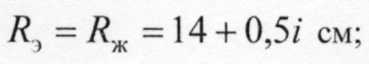 Rэ = Rж = 14 + 0,5i см;